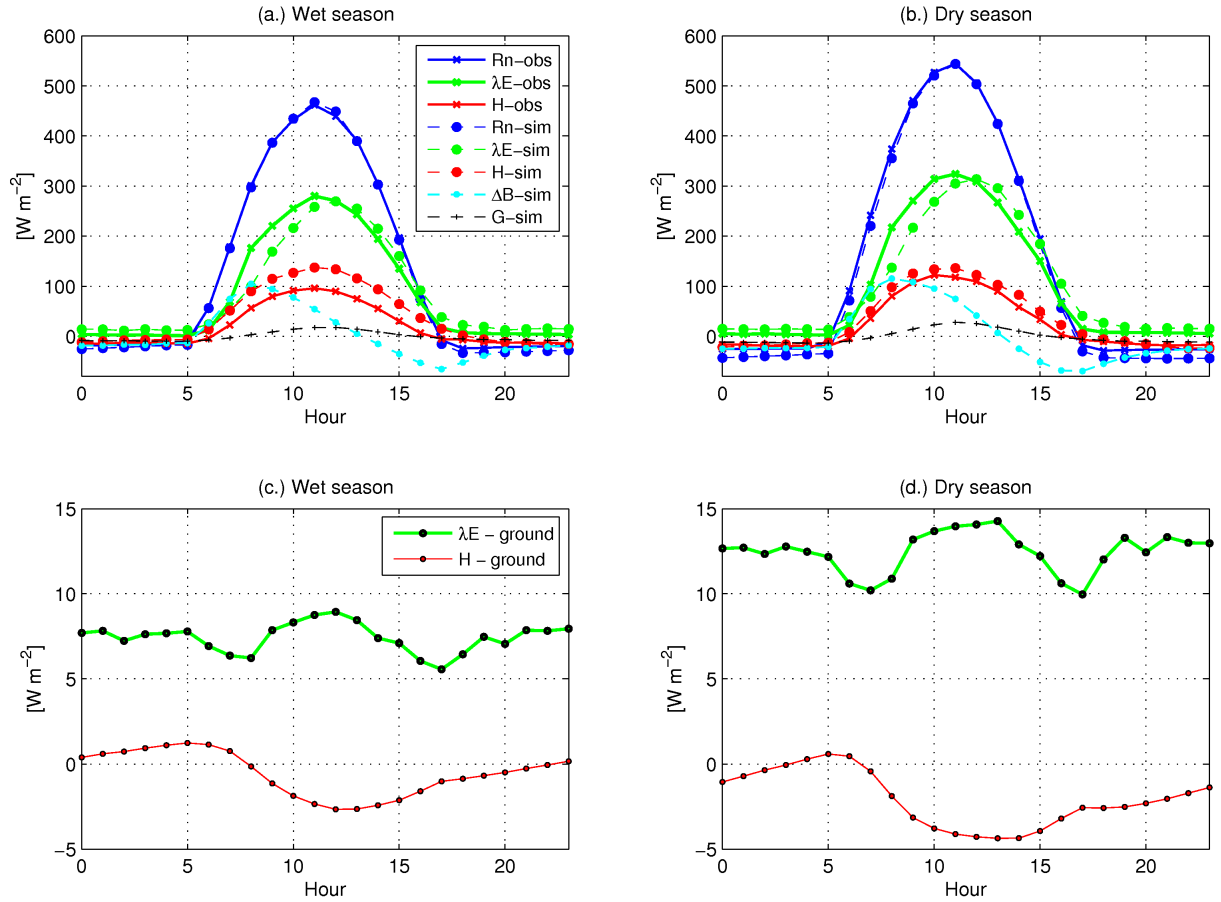 (a.) Wet season
600
500
400
300
200
100
0
[W m−2]
0 5 10 15 20
Hour
Rn−obs
λE−obs
H−obs
Rn−sim
λE−sim
H−sim
ΔB−sim
G−sim
(b.) Dry season
600
500
400
300
200
100
0
[W m−2]
0 5 10 15 20
Hour
(c.) Wet season
15
10
5
0
−5
[W m−2]
0 5 10 15 20
Hour
λE − ground
H − ground
(d.) Dry season
15
10
5
0
−5
[W m−2]
0 5 10 15 20
Hour